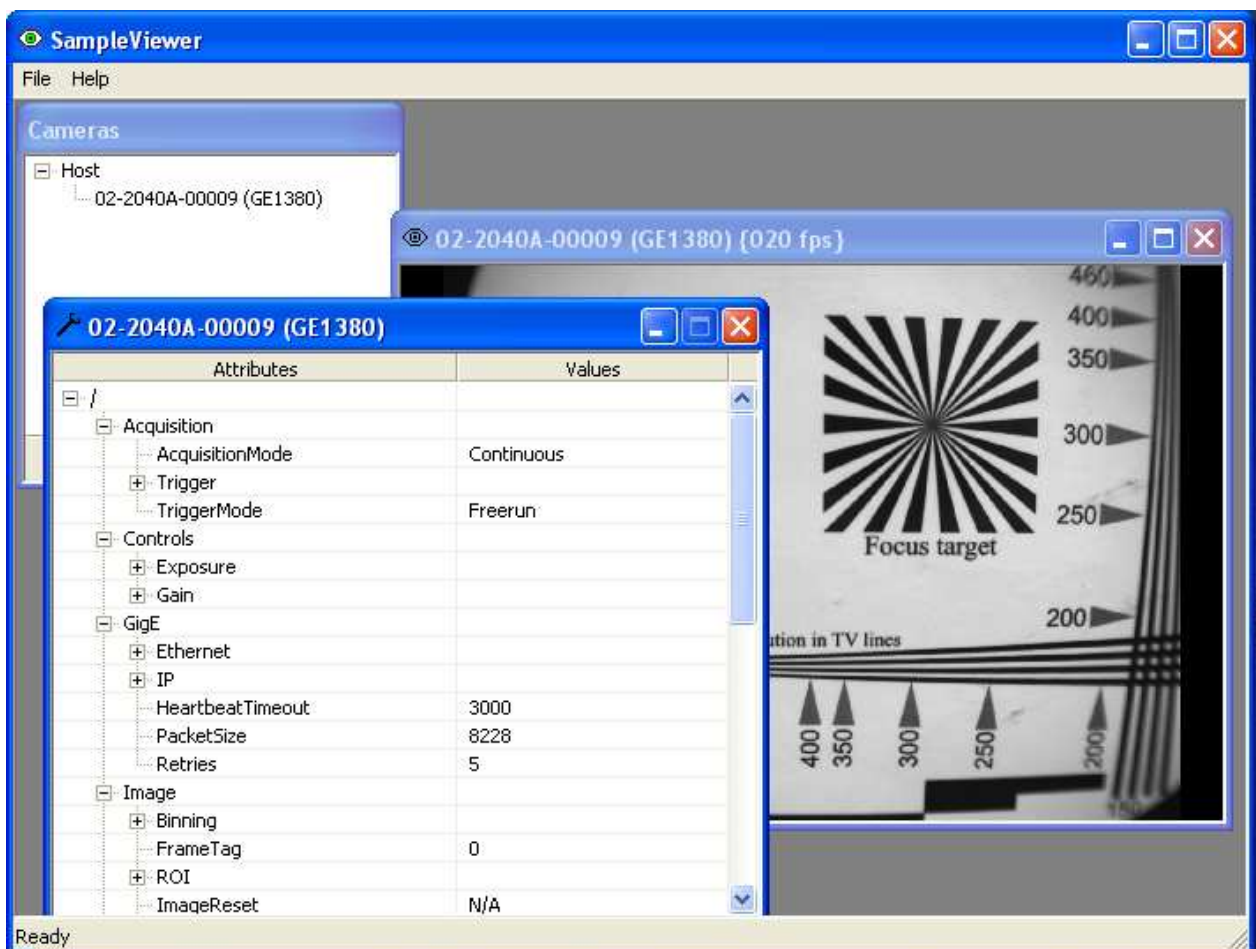 SampleViewer
File Help
Cameras
Host
02-2040A-00009 (GE1380)
02-2040A-00009 (GE1380) {020 fps}
460
400
350
300
250
200
Focus target
ution in TV lines
400
350
300
250
200
150
02-2040A-00009 (GE1380)
Attributes Values
/
Acquisition
AcquisitionMode Continuous
Trigger
TriggerMode Freerun
Controls
Exposure
Gain
GigE
Ethernet
IP
HeartbeatTimeout 3000
PacketSize 8228
Retries 5
Image
Binning
FrameTag 0
ROI
ImageReset N/A
Ready